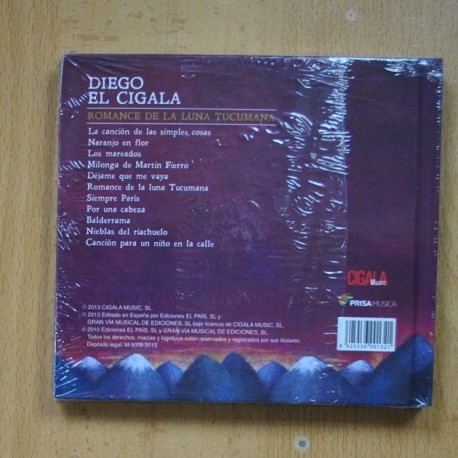 DIEGO
EL CIGALA
ROMANCE DE LA LUNA TUCUMANA
La canción de las simples cosas
Naranjo en flor
Los mareados
Milonga de Martín Fierro
Déjame que me vaya
Romance de la luna Tucumana
Siempre París
Por una cabeza
Balderrama
Nieblas del riachuelo
Canción para un niño en la calle
CIGALA
Music
PRISAMUSICA
℗ 2013 CIGALA MUSIC, SL
© 2013 Editado en España por Ediciones EL PAÍS, SL y
GRAN VÍA MUSICAL DE EDICIONES, SL bajo licencia de CIGALA MUSIC, SL
© 2010 Ediciones EL PAÍS, SL y GRAN VÍA MUSICAL DE EDICIONES, SL
Todos los derechos, marcas y logotipos están reservados y registrados por sus titulares.
Depósito legal: M-9026-2013